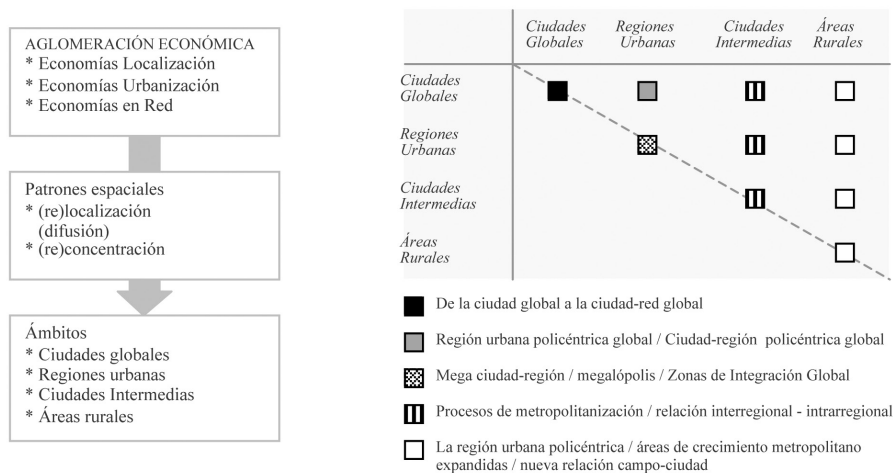 AGLOMERACIÓN ECONÓMICA
* Economías Localización
* Economías Urbanización
* Economías en Red
Patrones espaciales
* (re)localización
(difusión)
* (re)concentración
Ámbitos
* Ciudades globales
* Regiones urbanas
* Ciudades Intermedias
* Áreas rurales
Ciudades
Globales
Regiones
Urbanas
Ciudades
Intermedias
Áreas
Rurales
Ciudades
Globales
Regiones
Urbanas
Ciudades
Intermedias
Áreas
Rurales
De la ciudad global a la ciudad-red global
Región urbana policéntrica global / Ciudad-región policéntrica global
Mega ciudad-región / megalópolis / Zonas de Integración Global
Procesos de metropolitanización / relación interregional - intrarregional
La región urbana policéntrica / áreas de crecimiento metropolitano
expandidas / nueva relación campo-ciudad